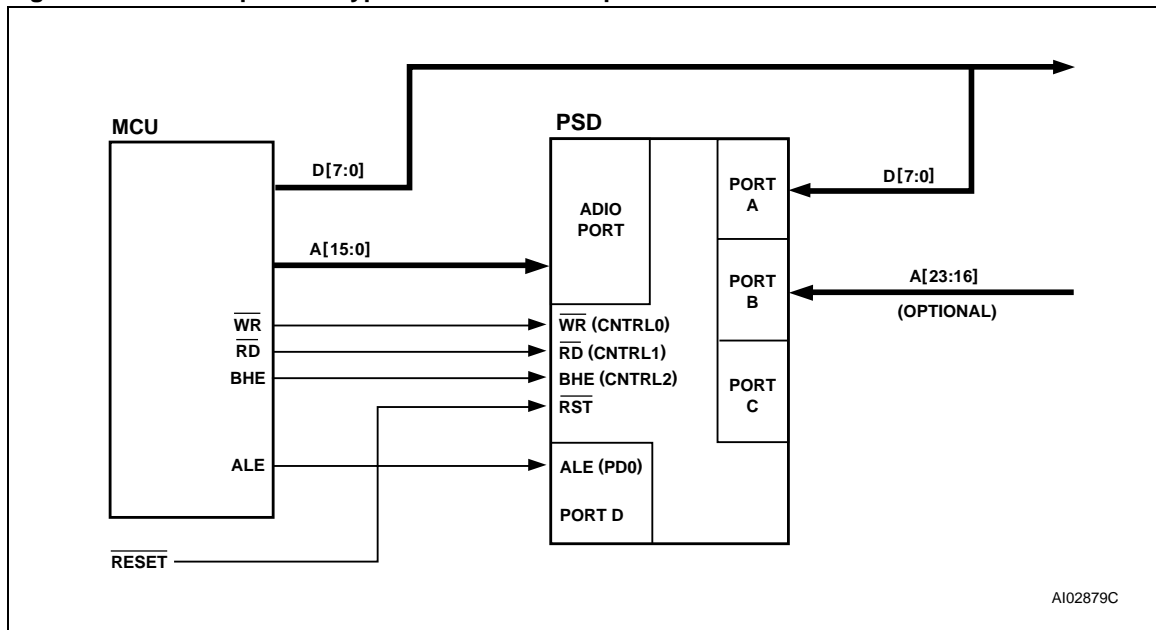 MCU
PSD
D[7:0]
D[7:0]
ADIO
PORT
PORT
A
A[15:0]
PORT
B
A[23:16]
(OPTIONAL)
WR
WR (CNTRL0)
RD
RD (CNTRL1)
BHE
BHE (CNTRL2)
RST
PORT
C
ALE
ALE (PD0)
PORT D
RESET
AI02879C